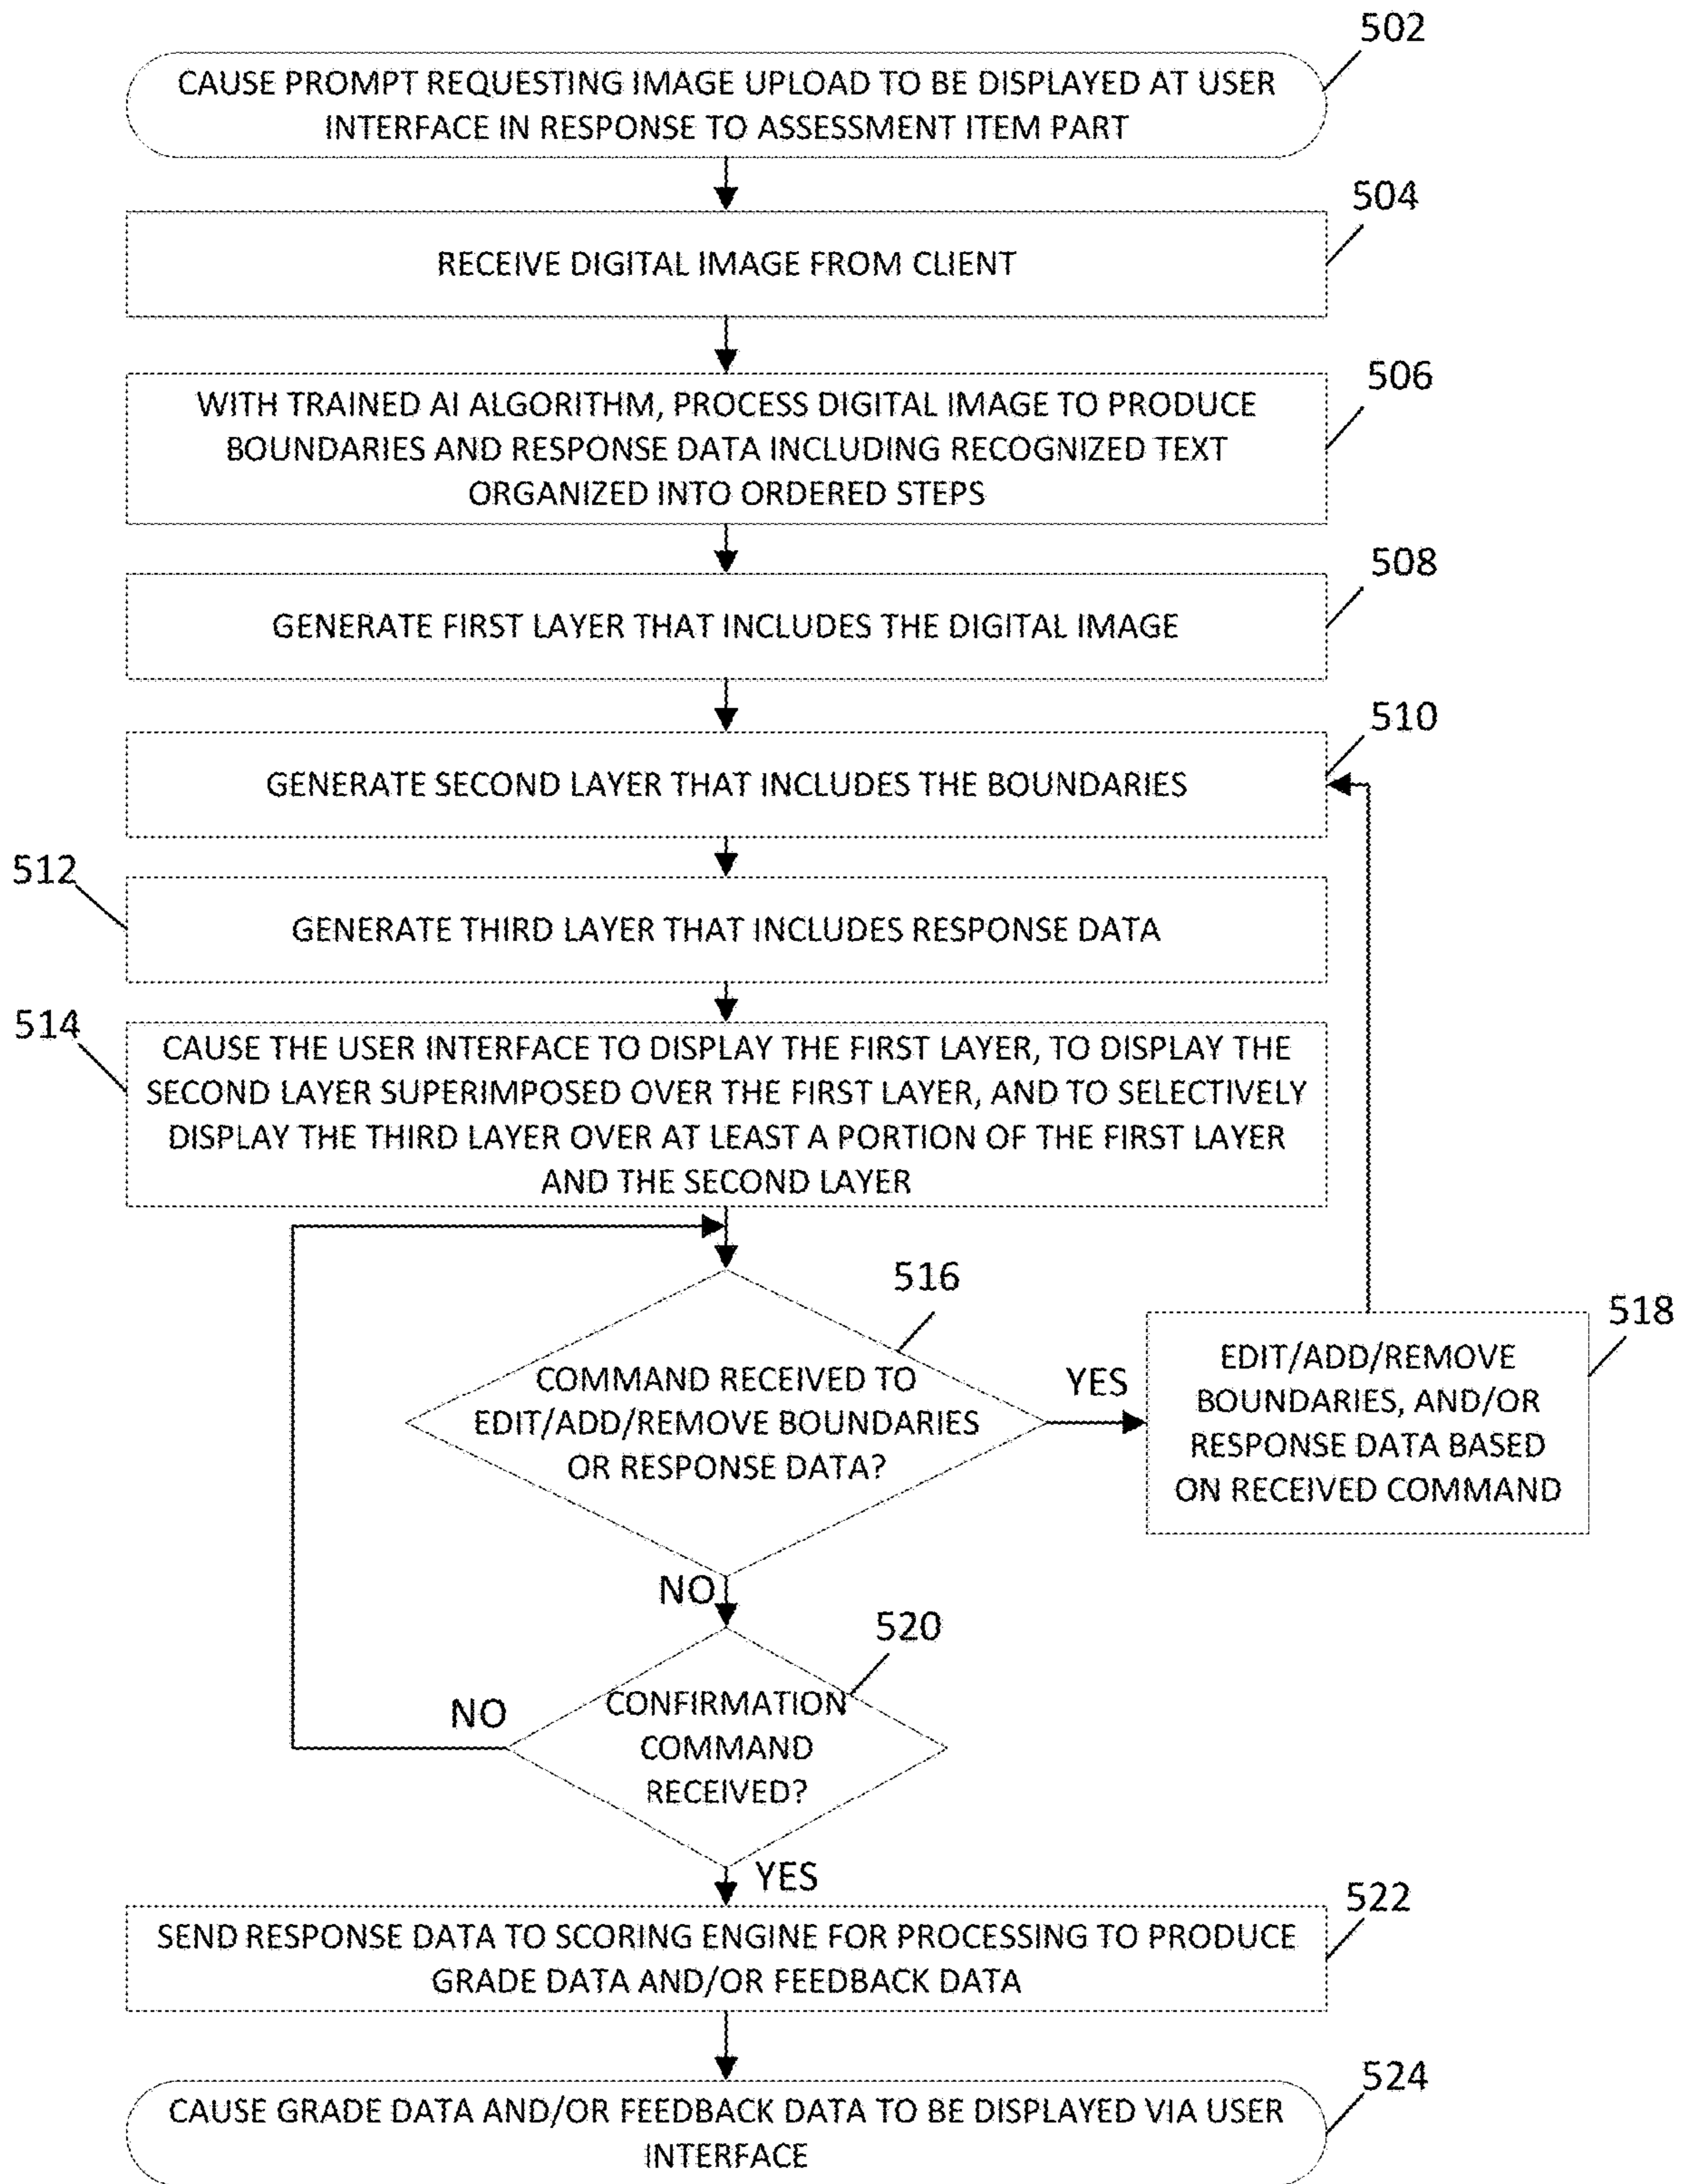 502
CAUSE PROMPT REQUESTING IMAGE UPLOAD TO BE DISPLAYED AT USER
INTERFACE IN RESPONSE TO ASSESSMENT ITEM PART
504
RECEIVE DIGITAL IMAGE FROM CLIENT
506
WITH TRAINED AI ALGORITHM, PROCESS DIGITAL IMAGE TO PRODUCE
BOUNDARIES AND RESPONSE DATA INCLUDING RECOGNIZED TEXT
ORGANIZED INTO ORDERED STEPS
508
GENERATE FIRST LAYER THAT INCLUDES THE DIGITAL IMAGE
510
GENERATE SECOND LAYER THAT INCLUDES THE BOUNDARIES
512
GENERATE THIRD LAYER THAT INCLUDES RESPONSE DATA
514
CAUSE THE USER INTERFACE TO DISPLAY THE FIRST LAYER, TO DISPLAY THE
SECOND LAYER SUPERIMPOSED OVER THE FIRST LAYER, AND TO SELECTIVELY
DISPLAY THE THIRD LAYER OVER AT LEAST A PORTION OF THE FIRST LAYER
AND THE SECOND LAYER
516
COMMAND RECEIVED TO
EDIT/ADD/REMOVE BOUNDARIES
OR RESPONSE DATA?
YES
518
EDIT/ADD/REMOVE
BOUNDARIES, AND/OR
RESPONSE DATA BASED
ON RECEIVED COMMAND
NO
520
CONFIRMATION
COMMAND
RECEIVED?
NO
YES
522
SEND RESPONSE DATA TO SCORING ENGINE FOR PROCESSING TO PRODUCE
GRADE DATA AND/OR FEEDBACK DATA
524
CAUSE GRADE DATA AND/OR FEEDBACK DATA TO BE DISPLAYED VIA USER
INTERFACE